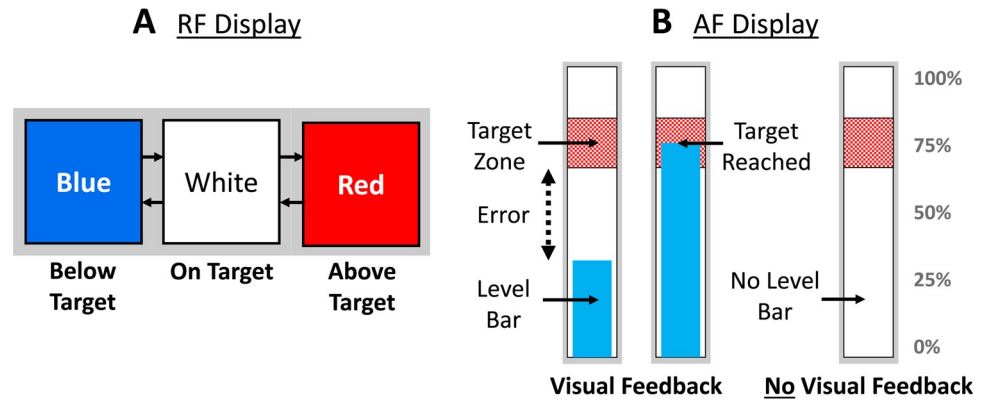 A RF Display
Blue
White
Red
Below
Target
On Target
Above
Target
B AF Display
Target
Zone
Error
Level
Bar
Target
Reached
No Level
Bar
100%
75%
50%
25%
0%
Visual Feedback
No Visual Feedback